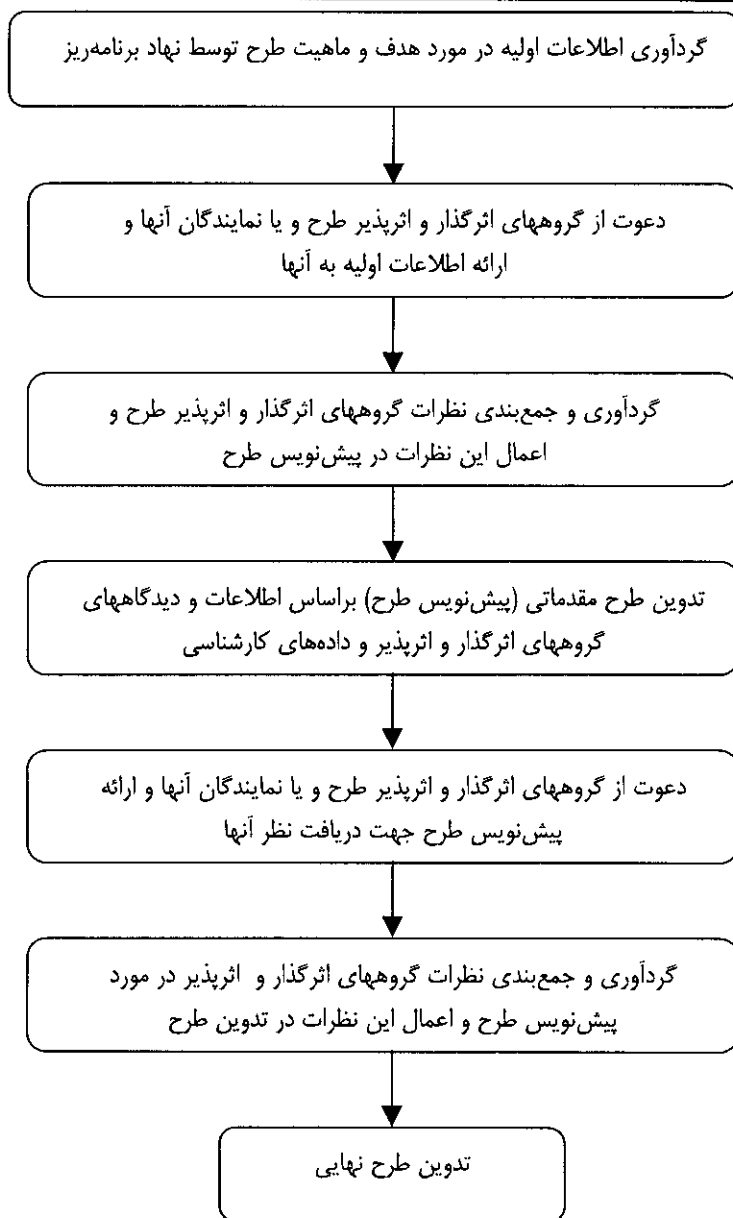 گردآوری اطلاعات اولیه در مورد هدف و ماهیت طرح توسط نهاد برنامه‌ریز
دعوت از گروههای اثرگذار و اثرپذیر طرح و یا نمایندگان آنها و
ارائه اطلاعات اولیه به آنها
گردآوری و جمع‌بندی نظرات گروههای اثرگذار و اثرپذیر طرح و
اعمال این نظرات در پیش‌نویس طرح
تدوین طرح مقدماتی (پیش‌نویس طرح) براساس اطلاعات و دیدگاههای
گروههای اثرگذار و اثرپذیر و داده‌های کارشناسی
دعوت از گروههای اثرگذار و اثرپذیر طرح و یا نمایندگان آنها و ارائه
پیش‌نویس طرح جهت دریافت نظر آنها
گردآوری و جمع‌بندی نظرات گروههای اثرگذار و اثرپذیر در مورد
پیش‌نویس طرح و اعمال این نظرات در تدوین طرح
تدوین طرح نهایی